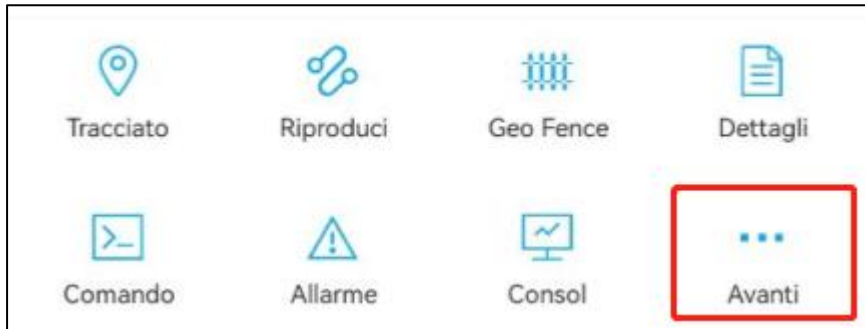 Tracciato Riproduci Geo Fence Dettagli
Comando Allarme Consol Avanti